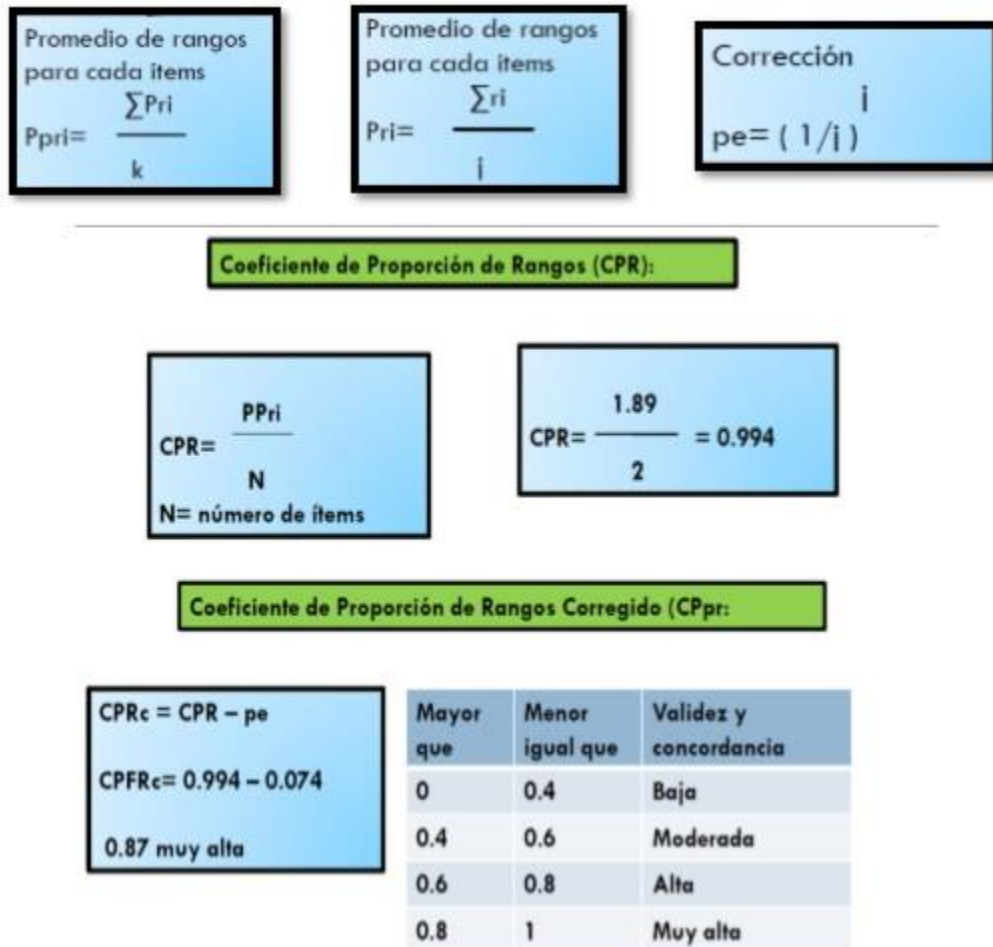 Promedio de rangos
para cada ítems
∑Pri
Ppri=
k
Promedio de rangos
para cada ítems
∑ri
Pri=
i
Corrección
j
pe= ( 1/j )
Coeficiente de Proporción de Rangos (CPR):
PPri
CPR=
N
N= número de ítems
1.89
CPR= = 0.994
2
Coeficiente de Proporción de Rangos Corregido (CPpr:
CPRc = CPR – pe
CPFRc= 0.994 – 0.074
0.87 muy alta
Mayor que Menor igual que Validez y concordancia
0 0.4 Baja
0.4 0.6 Moderada
0.6 0.8 Alta
0.8 1 Muy alta